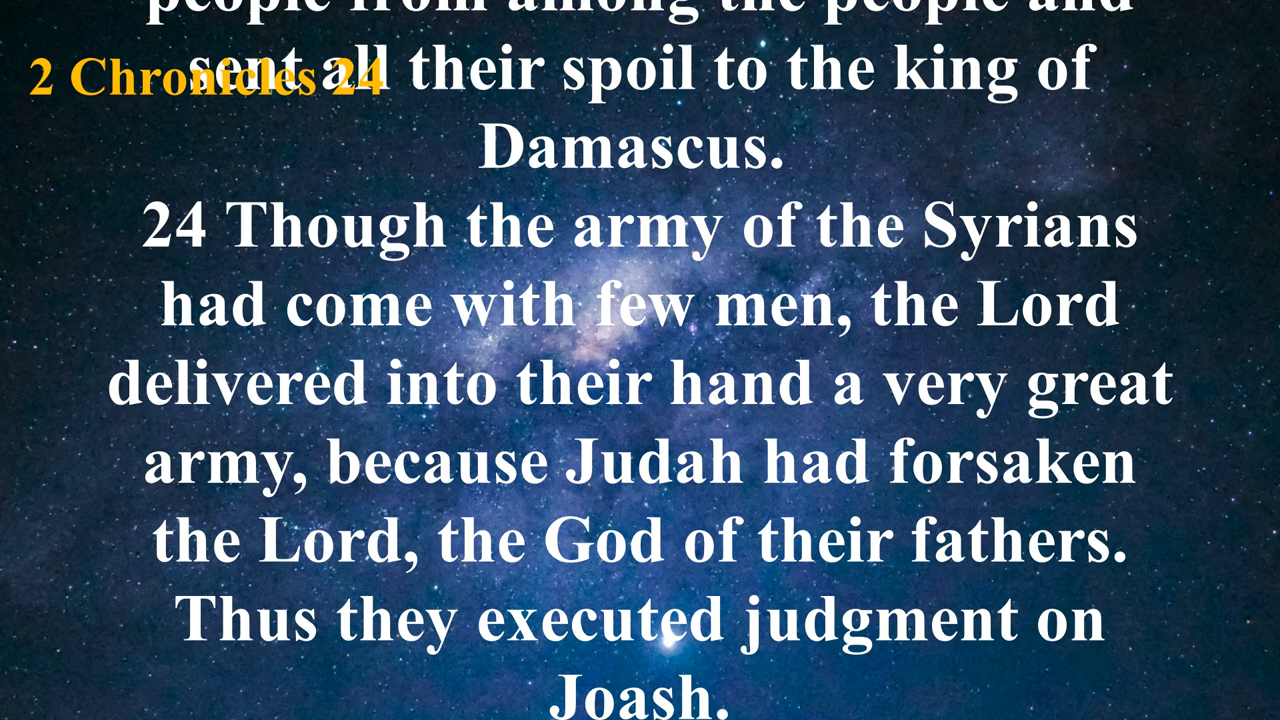 people from among the people and
2 Chronicles 24
sent all their spoil to the king of
Damascus.
24 Though the army of the Syrians
had come with few men, the Lord
delivered into their hand a very great
army, because Judah had forsaken
the Lord, the God of their fathers.
Thus they executed judgment on
Joash.